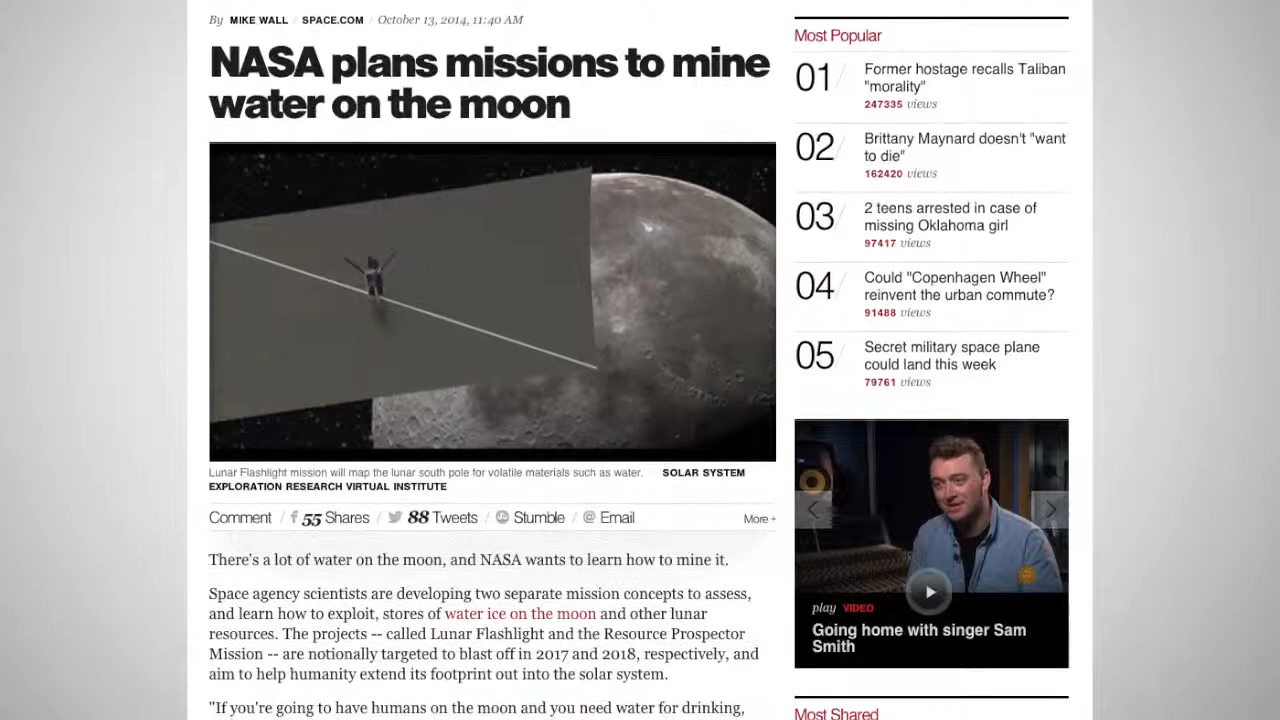 By MIKE WALL / SPACE.COM / October 13, 2014, 11:40 AM
NASA plans missions to mine
water on the moon
Lunar Flashlight mission will map the lunar south pole for volatile materials such as water. SOLAR SYSTEM
EXPLORATION RESEARCH VIRTUAL INSTITUTE
Comment / f 55 Shares / 88 Tweets / Stumble / @ Email More +
There's a lot of water on the moon, and NASA wants to learn how to mine it.
Space agency scientists are developing two separate mission concepts to assess,
and learn how to exploit, stores of water ice on the moon and other lunar
resources. The projects -- called Lunar Flashlight and the Resource Prospector
Mission -- are notionally targeted to blast off in 2017 and 2018, respectively, and
aim to help humanity extend its footprint out into the solar system.
"If you're going to have humans on the moon and you need water for drinking,
Most Popular
01 / Former hostage recalls Taliban
"morality"
247335 views
02 / Brittany Maynard doesn't "want
to die"
162420 views
03 / 2 teens arrested in case of
missing Oklahoma girl
97417 views
04 / Could "Copenhagen Wheel"
reinvent the urban commute?
91488 views
05 / Secret military space plane
could land this week
79761 views
play VIDEO
Going home with singer Sam
Smith
Most Shared